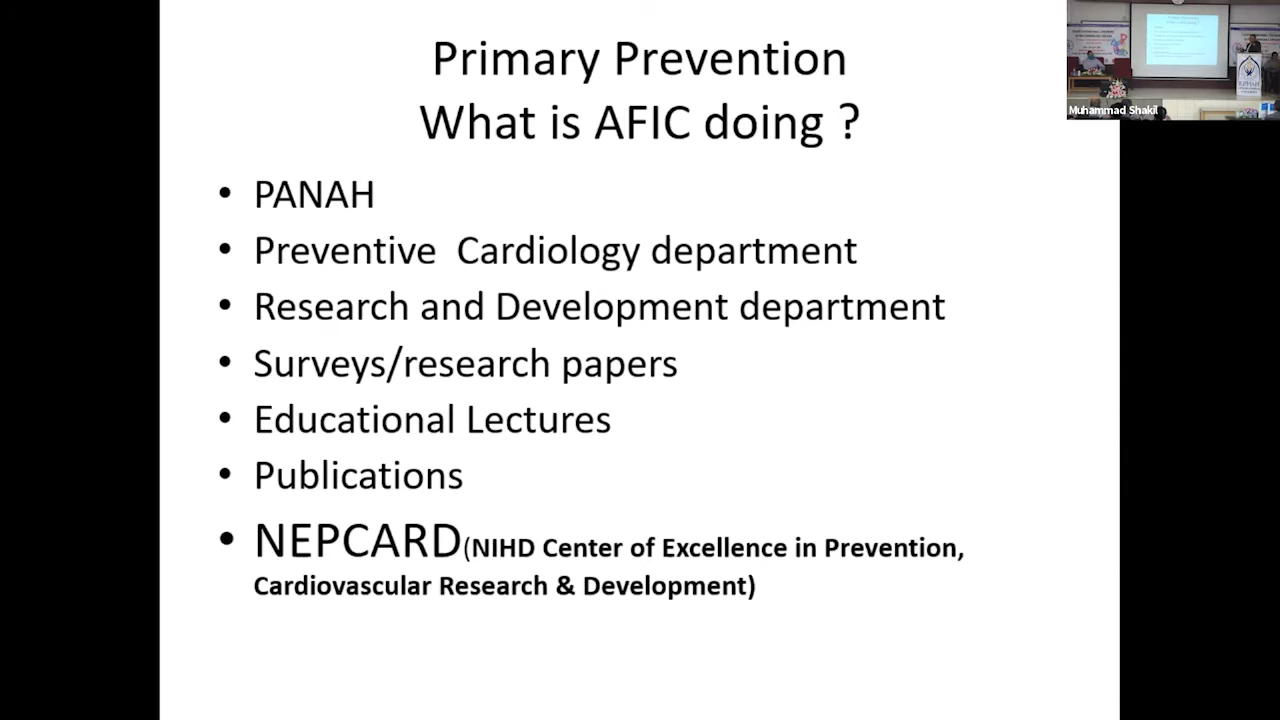 Primary Prevention
What is AFIC doing ?
• PANAH
• Preventive  Cardiology department
• Research and Development department
• Surveys/research papers
• Educational Lectures
• Publications
• NEPCARD(NIHD Center of Excellence in Prevention,
Cardiovascular Research & Development)
Muhammad Shakil